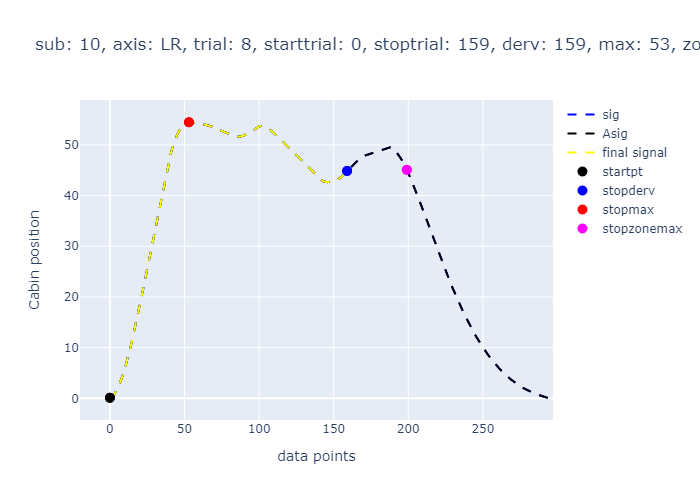 sub: 10, axis: LR, trial: 8, starttrial: 0, stoptrial: 159, derv: 159, max: 53, zo
sig
Asig
final signal
startpt
stopderv
stopmax
stopzonemax
Cabin position
50
40
30
20
10
0
0 50 100 150 200 250
data points